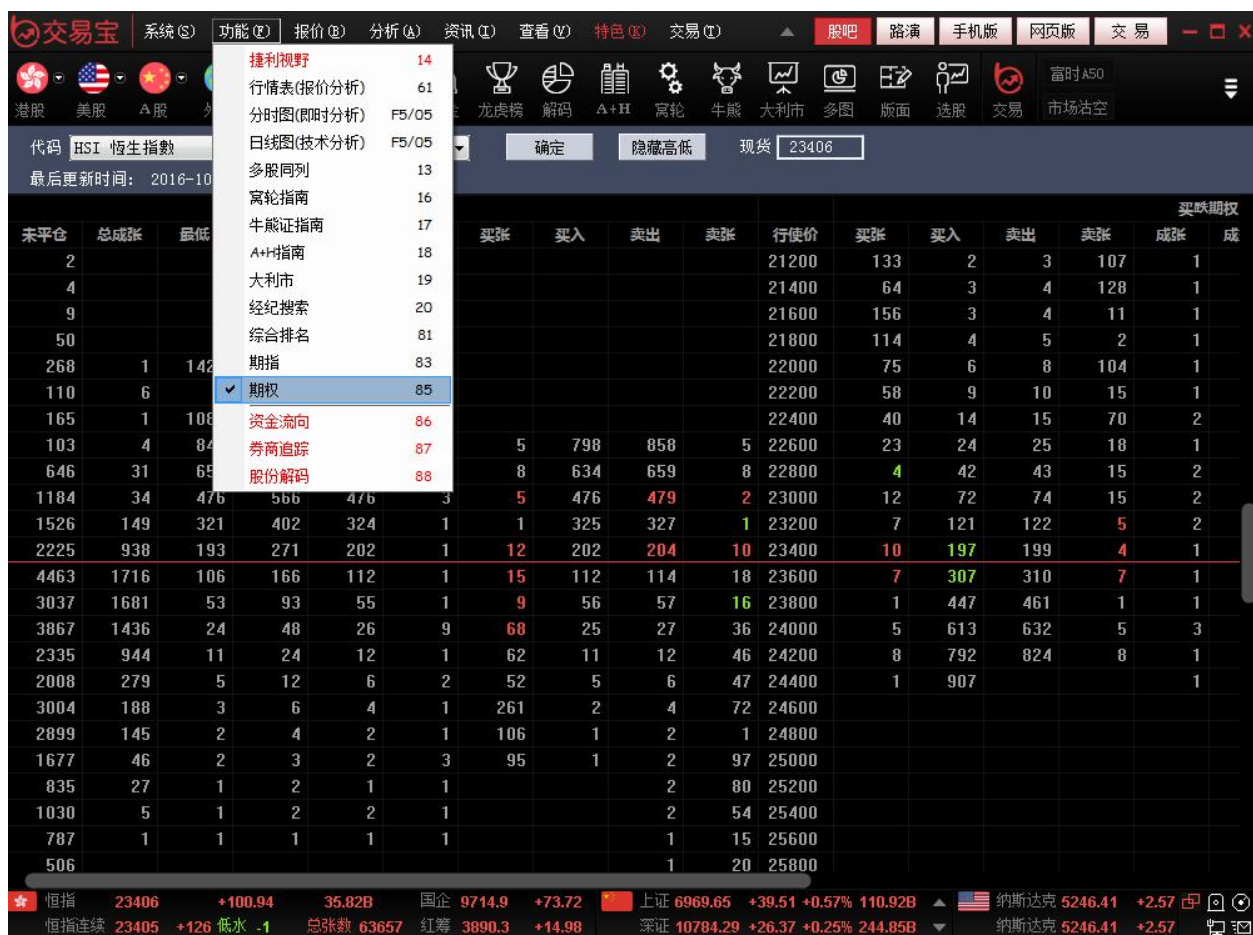 交易宝 系统(S) 功能(F) 报价(B) 分析(A) 资讯(I) 查看(V) 特色(K) 交易(T) 股吧 路演 手机版 网页版 交 易
港股 美股 A股 龙虎榜 解码 A+H 窝轮 牛熊 大利市 多图 版面 选股 交易 富时A50 市场沽空
捷利视野 14
行情表(报价分析) 61
分时图(即时分析) F5/05
日线图(技术分析) F5/05
多股同列 13
窝轮指南 16
牛熊证指南 17
A+H指南 18
大利市 19
经纪搜索 20
综合排名 81
期指 83
期权 85
资金流向 86
券商追踪 87
股份解码 88
代码 HSI 恆生指數 确定 隐藏高低 现货 23406
最后更新时间: 2016-10
买跌期权
未平仓 总成张 最低 买张 买入 卖出 卖张 行使价 买张 买入 卖出 卖张 成张 成
2 21200 133 2 3 107 1
4 21400 64 3 4 128 1
9 21600 156 3 4 11 1
50 21800 114 4 5 2 1
268 1 142 22000 75 6 8 104 1
110 6 22200 58 9 10 15 1
165 1 108 22400 40 14 15 70 2
103 4 84 5 798 858 5 22600 23 24 25 18 1
646 31 65 8 634 659 8 22800 4 42 43 15 2
1184 34 476 566 476 3 5 476 479 2 23000 12 72 74 15 2
1526 149 321 402 324 1 1 325 327 1 23200 7 121 122 5 2
2225 938 193 271 202 1 12 202 204 10 23400 10 197 199 4 1
4463 1716 106 166 112 1 15 112 114 18 23600 7 307 310 7 1
3037 1681 53 93 55 1 9 56 57 16 23800 1 447 461 1 1
3867 1436 24 48 26 9 68 25 27 36 24000 5 613 632 5 3
2335 944 11 24 12 1 62 11 12 46 24200 8 792 824 8 1
2008 279 5 12 6 2 52 5 6 47 24400 1 907 1
3004 188 3 6 4 1 261 2 4 72 24600
2899 145 2 4 2 1 106 1 2 1 24800
1677 46 2 3 2 3 95 1 2 97 25000
835 27 1 2 1 1 2 80 25200
1030 5 1 2 2 1 2 54 25400
787 1 1 1 1 1 1 15 25600
506 1 20 25800
恒指 23406 +100.94 35.82B 国企 9714.9 +73.72 上证 6969.65 +39.51 +0.57% 110.92B 纳斯达克 5246.41 +2.57
恒指连续 23405 +126 低水 -1 总张数 63657 红筹 3890.3 +14.98 深证 10784.29 +26.37 +0.25% 244.85B 纳斯达克 5246.41 +2.57